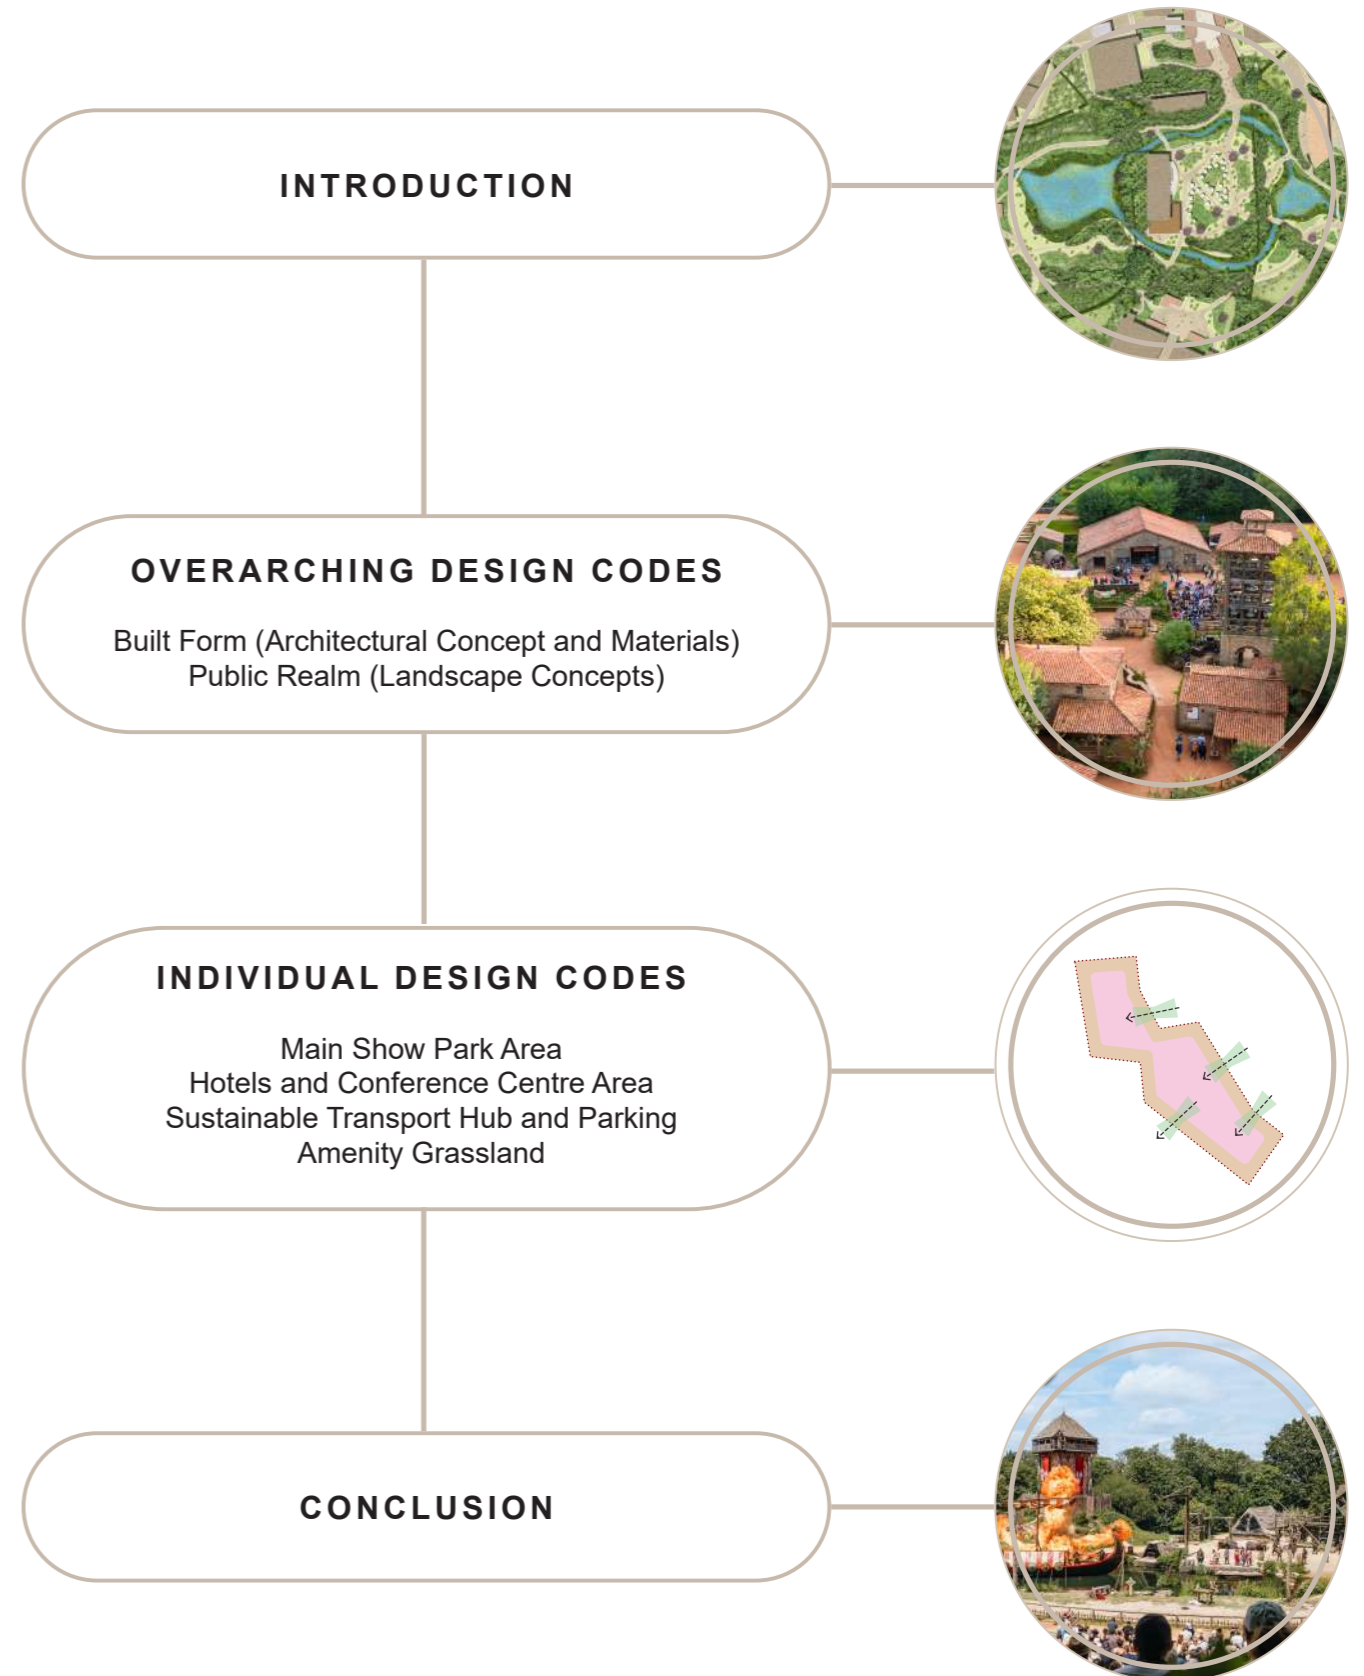 INTRODUCTION
OVERARCHING DESIGN CODES
Built Form (Architectural Concept and Materials)
Public Realm (Landscape Concepts)
INDIVIDUAL DESIGN CODES
Main Show Park Area
Hotels and Conference Centre Area
Sustainable Transport Hub and Parking
Amenity Grassland
CONCLUSION